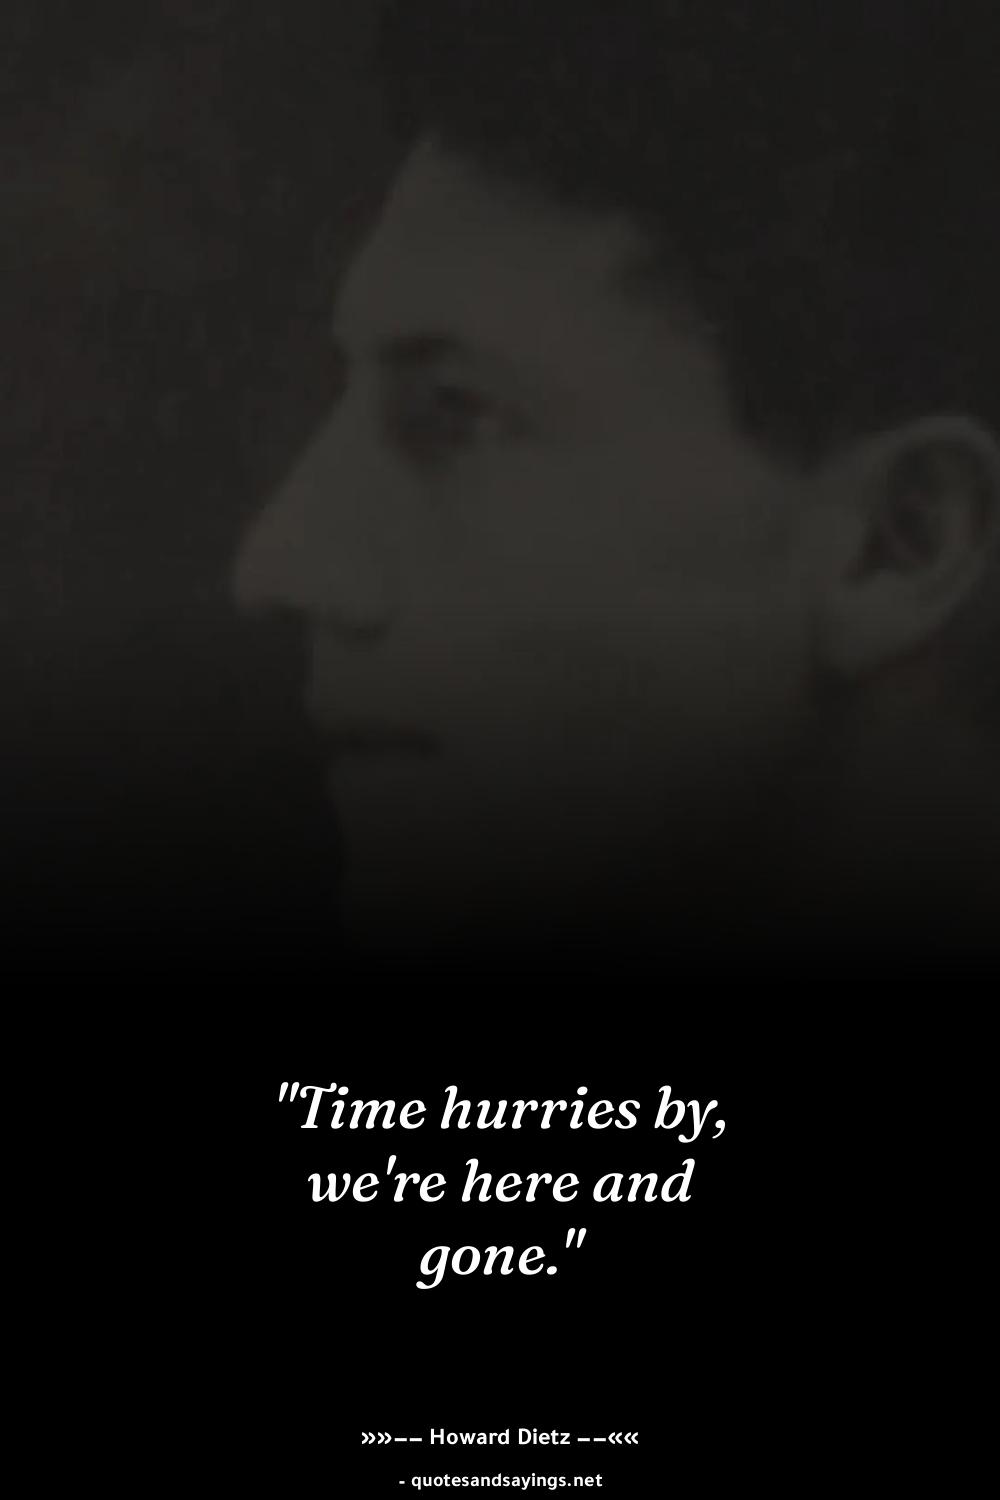 "Time hurries by,
we're here and
gone."
»»–– Howard Dietz ––««
- quotesandsayings.net